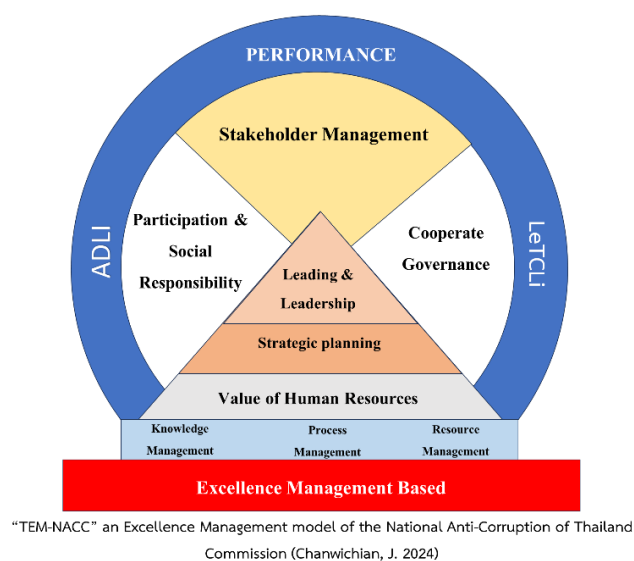 PERFORMANCE
Stakeholder Management
ADLI
LeTCLi
Participation &
Social
Responsibility
Cooperate
Governance
Leading &
Leadership
Strategic planning
Value of Human Resources
Knowledge
Management
Process
Management
Resource
Management
Excellence Management Based
“TEM-NACC” an Excellence Management model of the National Anti-Corruption of Thailand
Commission (Chanwichian, J. 2024)